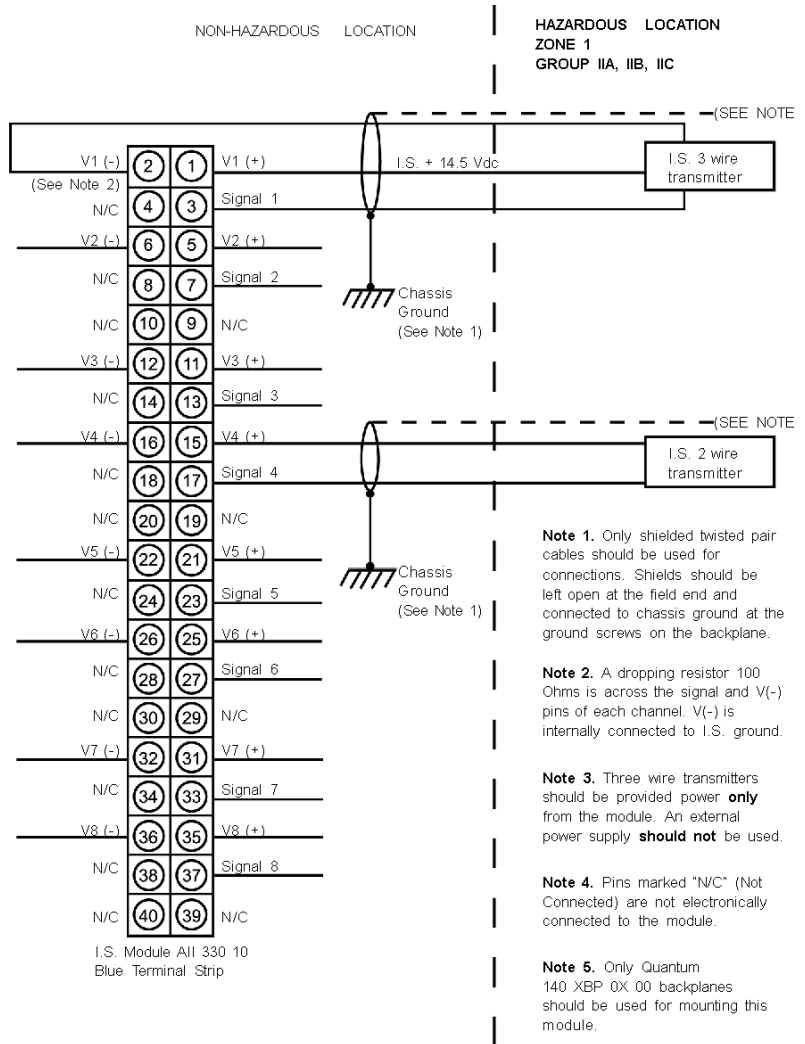 NON-HAZARDOUS LOCATION
HAZARDOUS LOCATION
ZONE 1
GROUP IIA, IIB, IIC
(SEE NOTE
V1 (-) 2 1 V1 (+) I.S. + 14.5 Vdc I.S. 3 wire
transmitter
(See Note 2)
N/C 4 3 Signal 1
V2 (-) 6 5 V2 (+)
N/C 8 7 Signal 2
Chassis
Ground
(See Note 1)
N/C 10 9 N/C
V3 (-) 12 11 V3 (+)
N/C 14 13 Signal 3
(SEE NOTE
V4 (-) 16 15 V4 (+)
I.S. 2 wire
transmitter
N/C 18 17 Signal 4
N/C 20 19 N/C
V5 (-) 22 21 V5 (+)
Chassis
Ground
(See Note 1)
N/C 24 23 Signal 5
V6 (-) 26 25 V6 (+)
N/C 28 27 Signal 6
N/C 30 29 N/C
V7 (-) 32 31 V7 (+)
N/C 34 33 Signal 7
V8 (-) 36 35 V8 (+)
N/C 38 37 Signal 8
N/C 40 39 N/C
I.S. Module AII 330 10
Blue Terminal Strip
Note 1. Only shielded twisted pair
cables should be used for
connections. Shields should be
left open at the field end and
connected to chassis ground at the
ground screws on the backplane.
Note 2. A dropping resistor 100
Ohms is across the signal and V(-)
pins of each channel. V(-) is
internally connected to I.S. ground.
Note 3. Three wire transmitters
should be provided power only
from the module. An external
power supply should not be used.
Note 4. Pins marked "N/C" (Not
Connected) are not electronically
connected to the module.
Note 5. Only Quantum
140 XBP 0X 00 backplanes
should be used for mounting this
module.